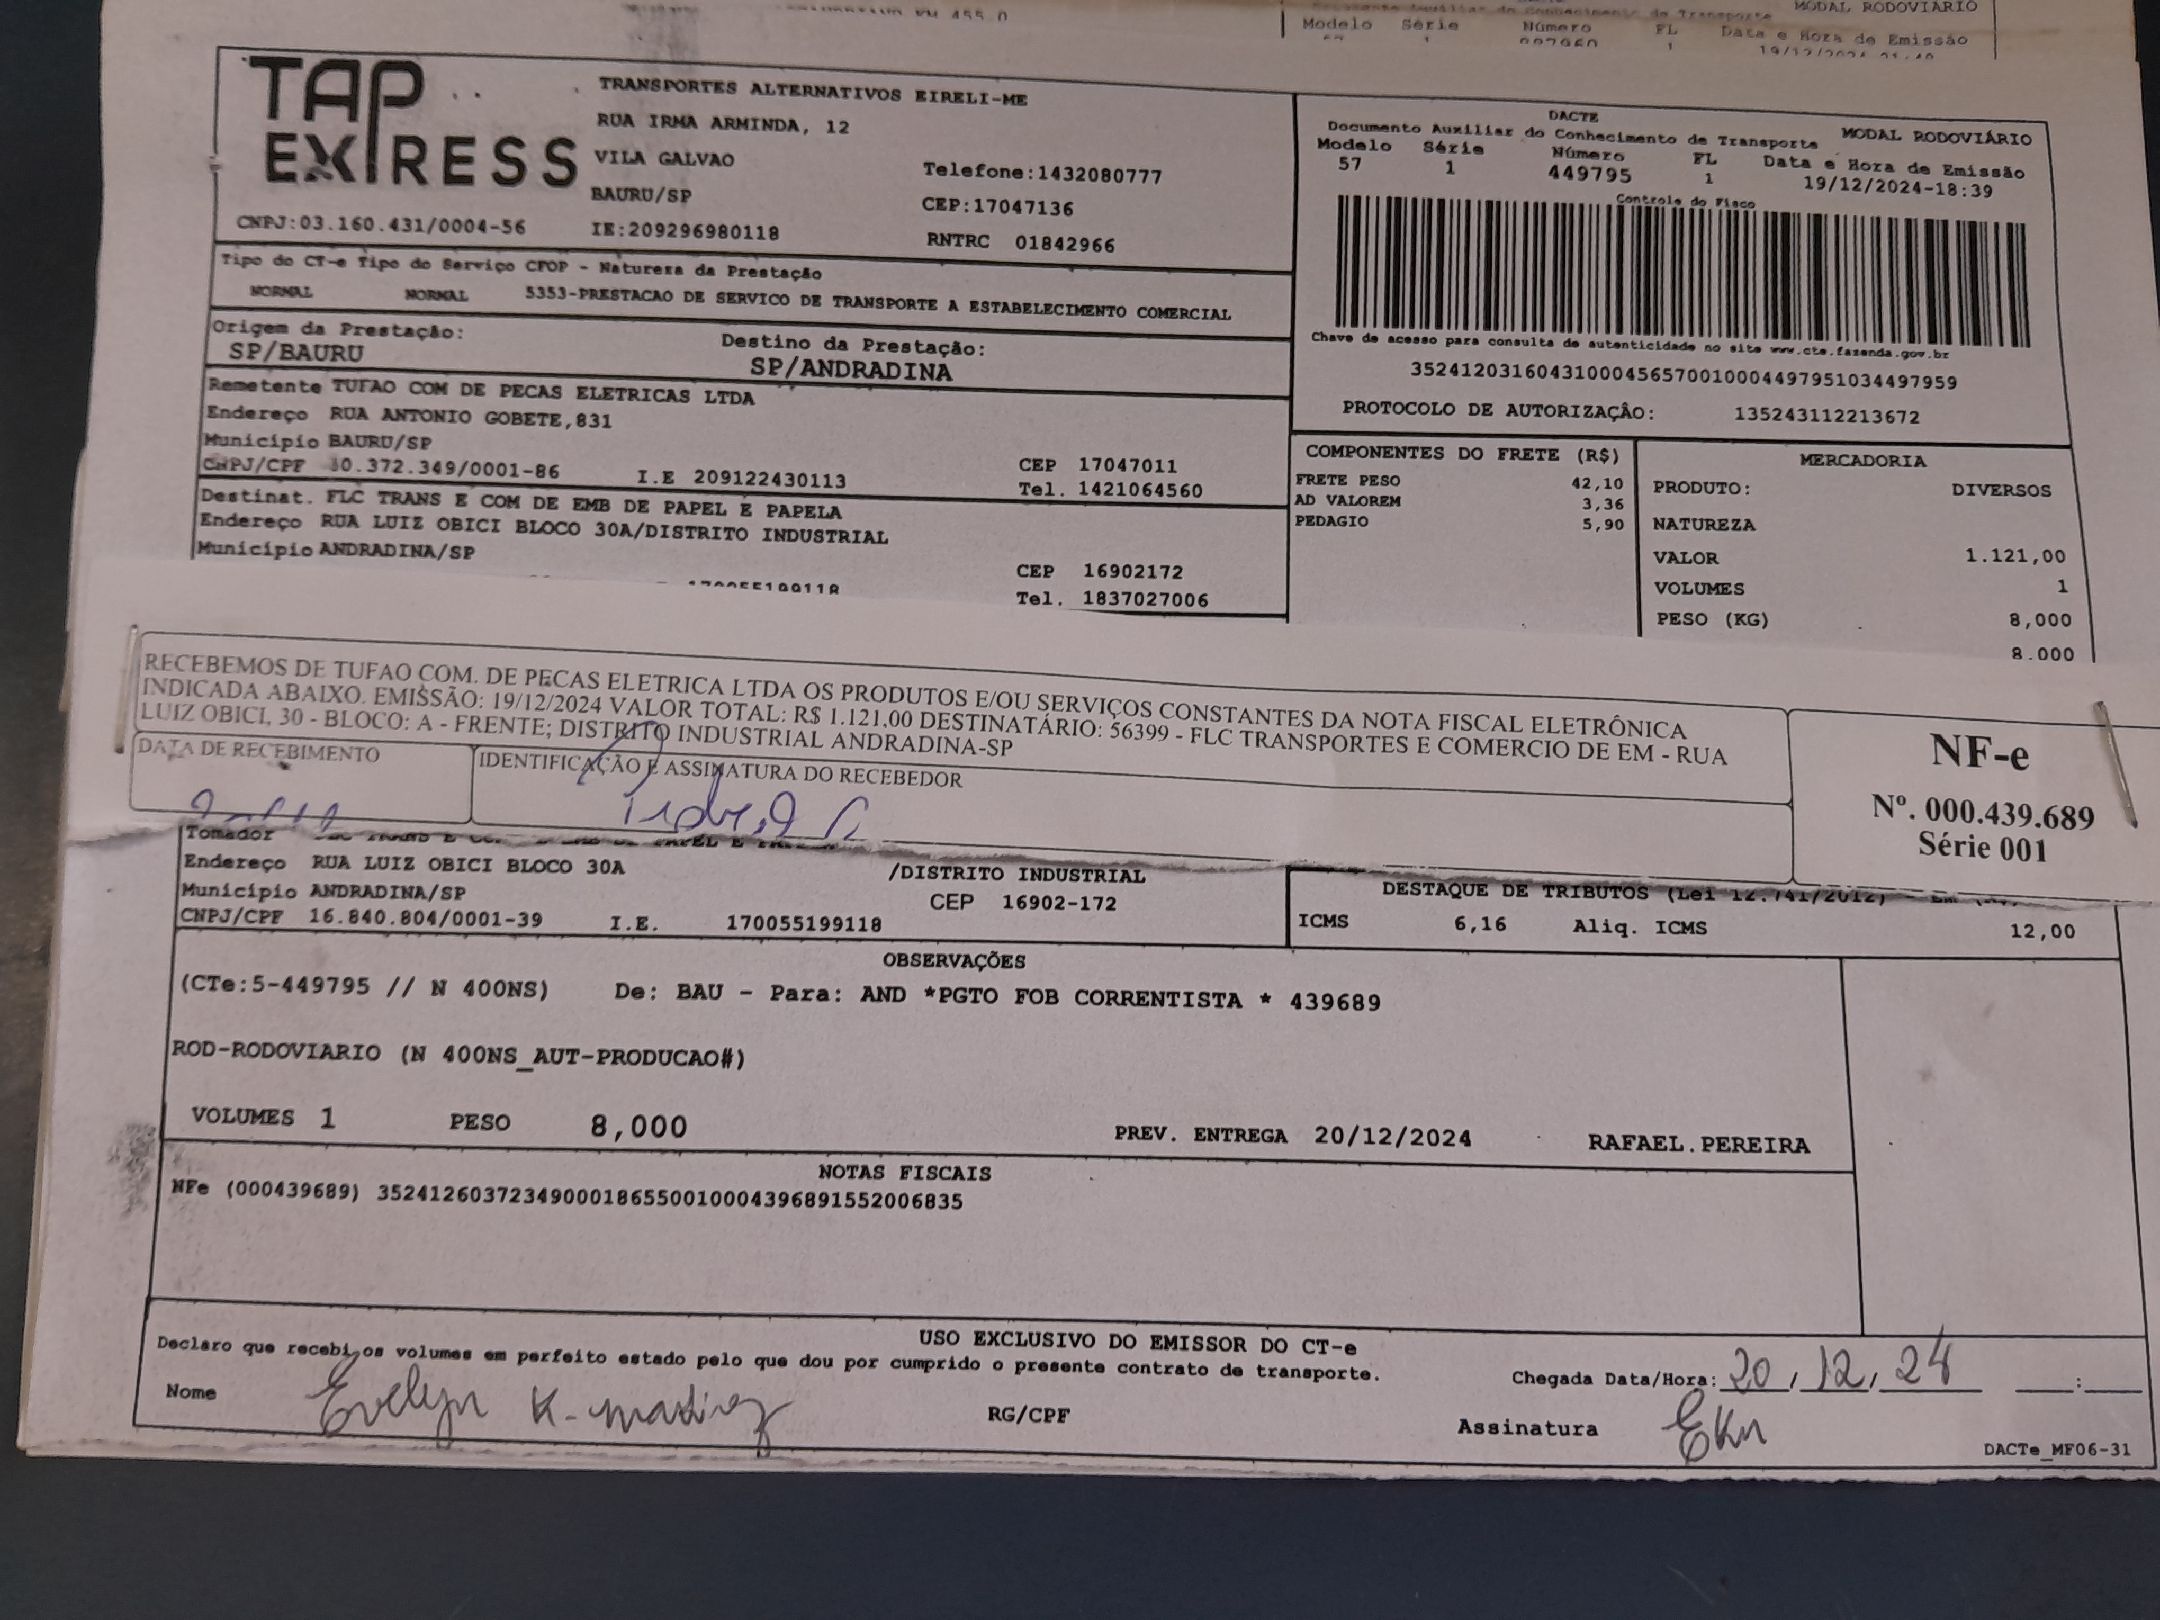 MODAL RODOVIÁRIO
Modelo Série Número FL Data e Hora de Emissão
TAP EXPRESS
TRANSPORTES ALTERNATIVOS EIRELI-ME
RUA IRMA ARMINDA, 12
VILA GALVAO Telefone:1432080777
BAURU/SP CEP:17047136
CNPJ:03.160.431/0004-56 IE:209296980118 RNTRC 01842966
DACTE
Documento Auxiliar do Conhecimento de Transporte MODAL RODOVIÁRIO
Modelo Série Número FL Data e Hora de Emissão
57 1 449795 1 19/12/2024-18:39
Controle do Fisco
Chave de acesso para consulta de autenticidade no site www.cte.fazenda.gov.br
35241203160431000456570010004497951034497959
PROTOCOLO DE AUTORIZAÇÃO: 135243112213672
Tipo do CT-e Tipo do Serviço CFOP - Natureza da Prestação
NORMAL NORMAL 5353-PRESTACAO DE SERVICO DE TRANSPORTE A ESTABELECIMENTO COMERCIAL
Origem da Prestação: Destino da Prestação:
SP/BAURU SP/ANDRADINA
Remetente TUFAO COM DE PECAS ELETRICAS LTDA
Endereço RUA ANTONIO GOBETE,831
Município BAURU/SP CEP 17047011
CNPJ/CPF 60.372.349/0001-86 I.E 209122430113 Tel. 1421064560
Destinat. FLC TRANS E COM DE EMB DE PAPEL E PAPELA
Endereço RUA LUIZ OBICI BLOCO 30A/DISTRITO INDUSTRIAL
Município ANDRADINA/SP CEP 16902172
170055199118 Tel. 1837027006
COMPONENTES DO FRETE (R$)
FRETE PESO 42,10
AD VALOREM 3,36
PEDAGIO 5,90
MERCADORIA
PRODUTO: DIVERSOS
NATUREZA
VALOR 1.121,00
VOLUMES 1
PESO (KG) 8,000
8.000
RECEBEMOS DE TUFAO COM. DE PECAS ELETRICA LTDA OS PRODUTOS E/OU SERVIÇOS CONSTANTES DA NOTA FISCAL ELETRÔNICA
INDICADA ABAIXO. EMISSÃO: 19/12/2024 VALOR TOTAL: R$ 1.121,00 DESTINATÁRIO: 56399 - FLC TRANSPORTES E COMERCIO DE EM - RUA
LUIZ OBICI, 30 - BLOCO: A - FRENTE; DISTRITO INDUSTRIAL ANDRADINA-SP
DATA DE RECEBIMENTO IDENTIFICAÇÃO E ASSINATURA DO RECEBEDOR
NF-e
Nº. 000.439.689
Série 001
Tomador
Endereço RUA LUIZ OBICI BLOCO 30A /DISTRITO INDUSTRIAL
Município ANDRADINA/SP CEP 16902-172
CNPJ/CPF 16.840.804/0001-39 I.E. 170055199118
DESTAQUE DE TRIBUTOS (Lei 12.741/2012)
ICMS 6,16 Aliq. ICMS 12,00
OBSERVAÇÕES
(CTe:5-449795 // N 400NS) De: BAU - Para: AND *PGTO FOB CORRENTISTA * 439689
ROD-RODOVIARIO (N 400NS_AUT-PRODUCAO#)
VOLUMES 1 PESO 8,000 PREV. ENTREGA 20/12/2024 RAFAEL.PEREIRA
NOTAS FISCAIS
NFe (000439689) 35241260372349000186550010004396891552006835
USO EXCLUSIVO DO EMISSOR DO CT-e
Declaro que recebi os volumes em perfeito estado pelo que dou por cumprido o presente contrato de transporte.
Chegada Data/Hora: 20/12/24 :
Nome Evelyn K. Martinez RG/CPF Assinatura EKM
DACTe_MF06-31